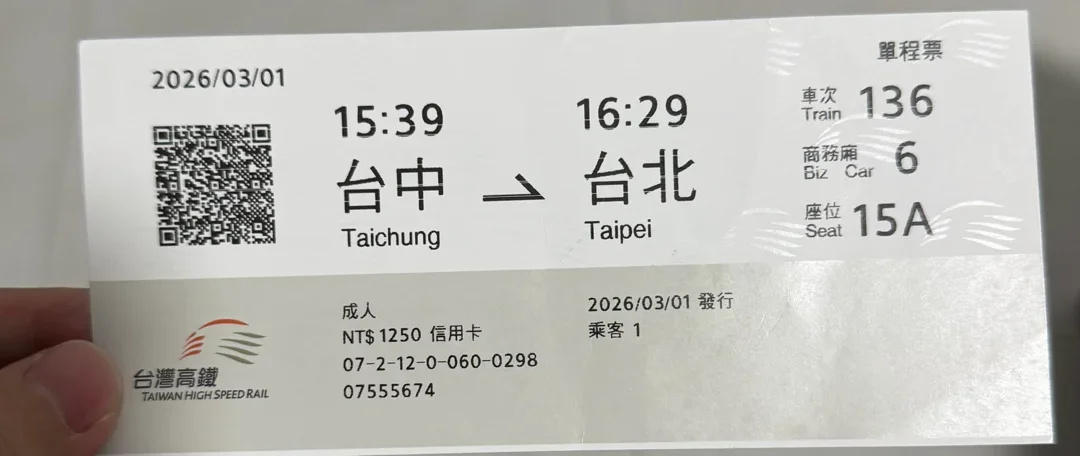 2026/03/01
單程票
15:39
16:29
車次
Train 136
台中
台北
商務廂
Biz Car 6
Taichung
Taipei
座位
Seat 15A
成人
NT$ 1250 信用卡
07-2-12-0-060-0298
07555674
2026/03/01 發行
乘客 1
台灣高鐵
TAIWAN HIGH SPEED RAIL